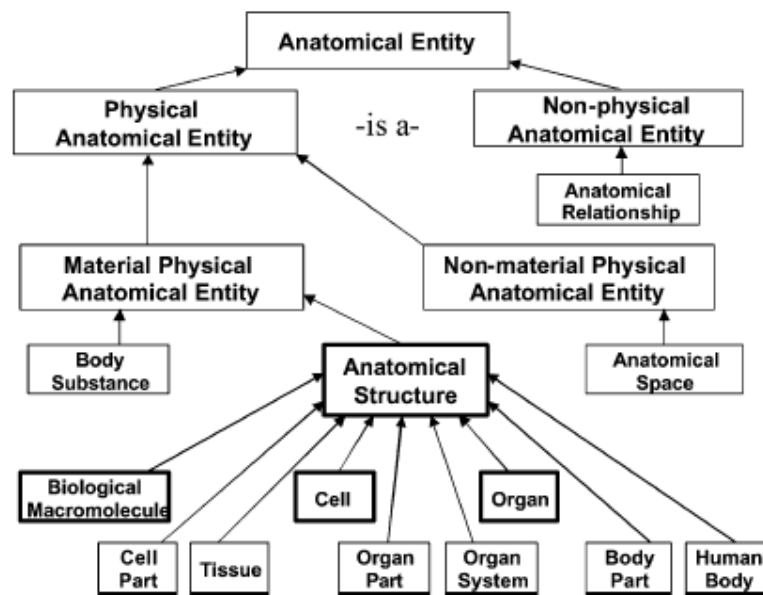 Anatomical Entity
Physical
Anatomical Entity
-is a-
Non-physical
Anatomical Entity
Anatomical
Relationship
Material Physical
Anatomical Entity
Non-material Physical
Anatomical Entity
Body
Substance
Anatomical
Structure
Anatomical
Space
Biological
Macromolecule
Cell
Organ
Cell
Part
Tissue
Organ
Part
Organ
System
Body
Part
Human
Body